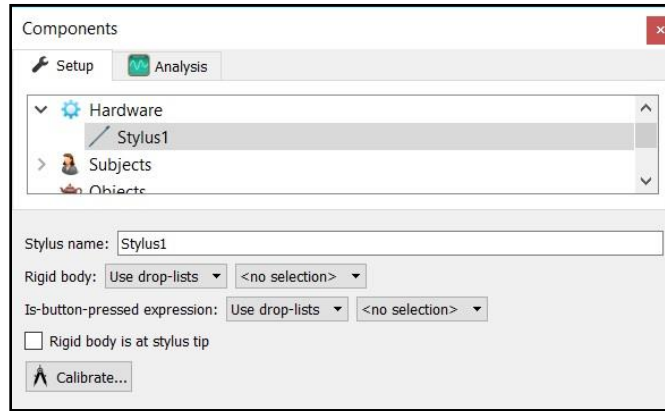 Components
Setup Analysis
Hardware
Stylus1
Subjects
Objects
Stylus name: Stylus1
Rigid body: Use drop-lists <no selection>
Is-button-pressed expression: Use drop-lists <no selection>
Rigid body is at stylus tip
Calibrate...